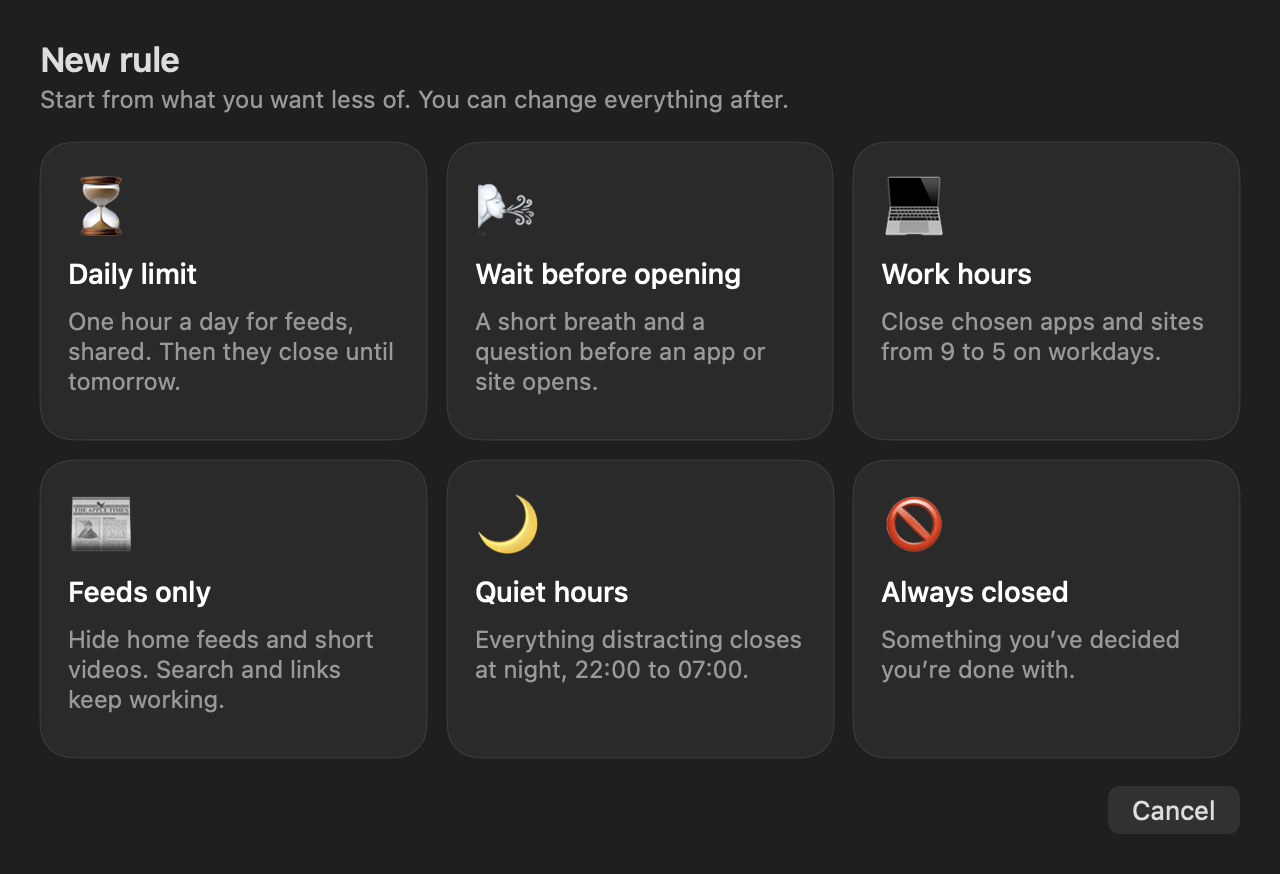 New rule
Start from what you want less of. You can change everything after.
Daily limit
One hour a day for feeds,
shared. Then they close until
tomorrow.
Wait before opening
A short breath and a
question before an app or
site opens.
Work hours
Close chosen apps and sites
from 9 to 5 on workdays.
THE APPLE TIMES
Feeds only
Hide home feeds and short
videos. Search and links
keep working.
Quiet hours
Everything distracting closes
at night, 22:00 to 07:00.
Always closed
Something you’ve decided
you’re done with.
Cancel